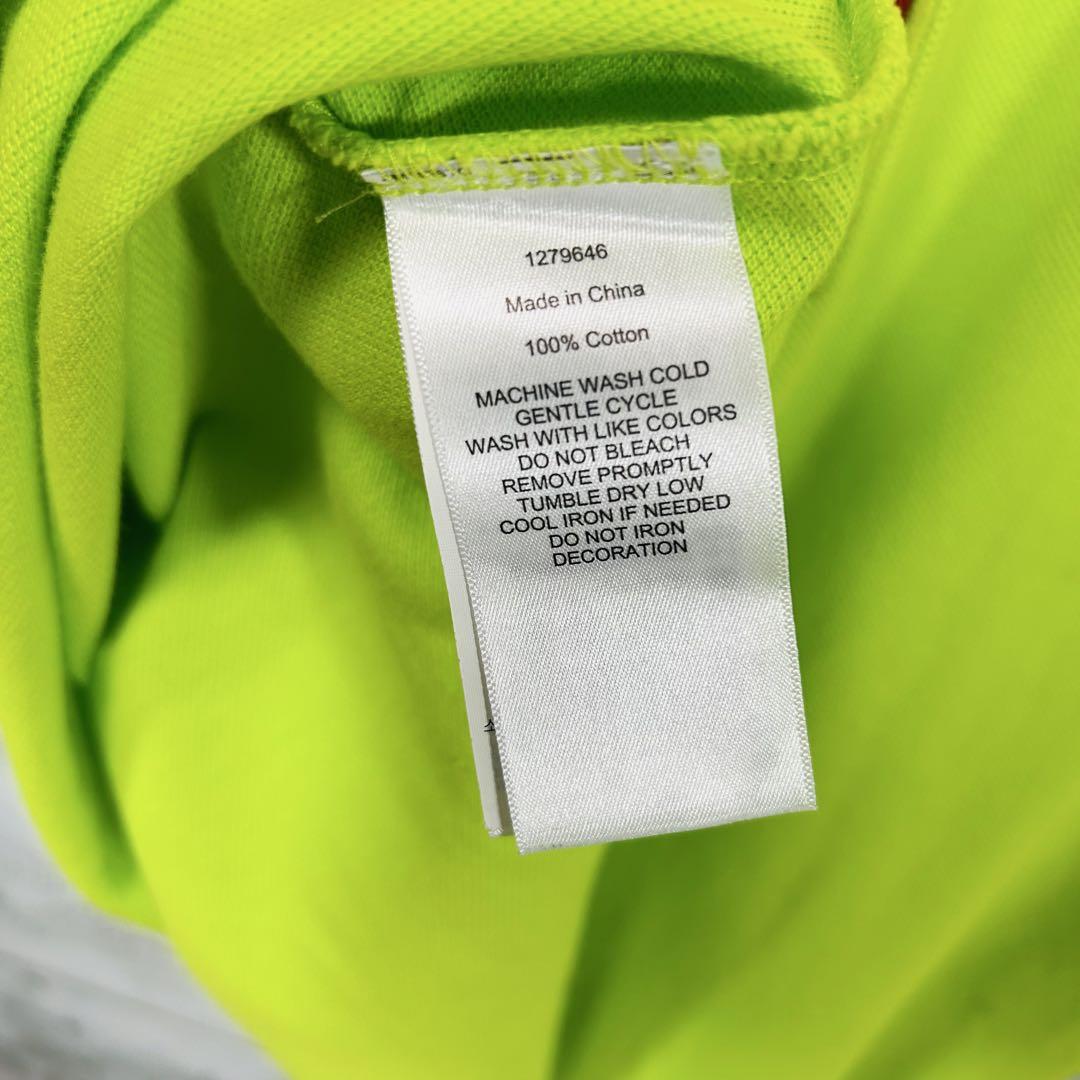 1279646
Made in China
100% Cotton
MACHINE WASH COLD
GENTLE CYCLE
WASH WITH LIKE COLORS
DO NOT BLEACH
REMOVE PROMPTLY
TUMBLE DRY LOW
COOL IRON IF NEEDED
DO NOT IRON
DECORATION